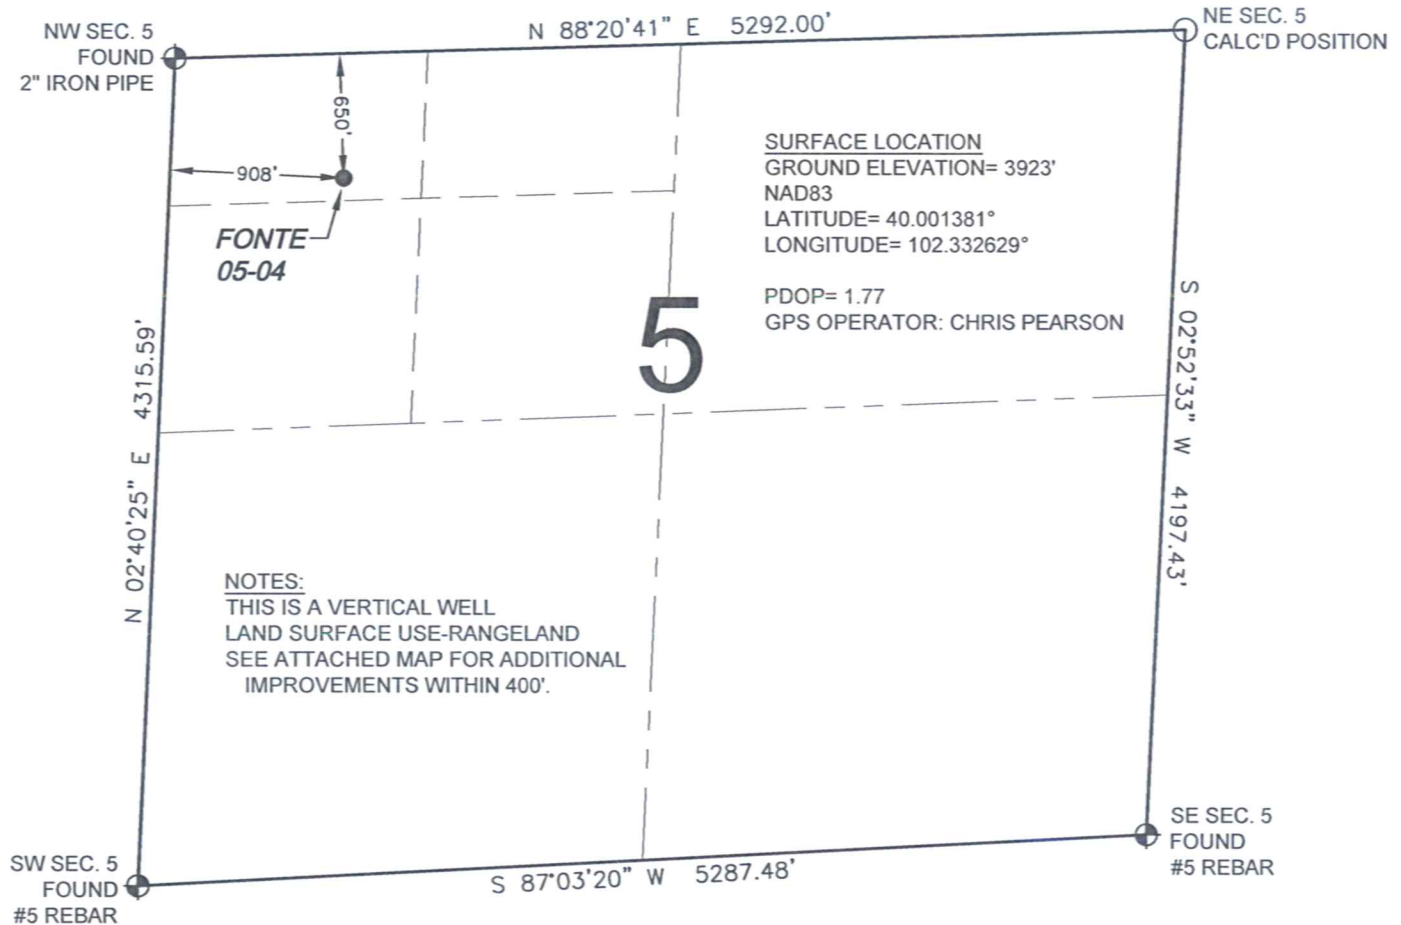 NW SEC. 5
FOUND
2" IRON PIPE
N 88°20'41" E 5292.00'
NE SEC. 5
CALC'D POSITION
650'
908'
FONTE
05-04
SURFACE LOCATION
GROUND ELEVATION= 3923'
NAD83
LATITUDE= 40.001381°
LONGITUDE= 102.332629°
PDOP= 1.77
GPS OPERATOR: CHRIS PEARSON
5
N 02°40'25" E 4315.59'
S 02°52'33" W 4197.43'
NOTES:
THIS IS A VERTICAL WELL
LAND SURFACE USE-RANGELAND
SEE ATTACHED MAP FOR ADDITIONAL
IMPROVEMENTS WITHIN 400'.
SW SEC. 5
FOUND
#5 REBAR
S 87°03'20" W 5287.48'
SE SEC. 5
FOUND
#5 REBAR